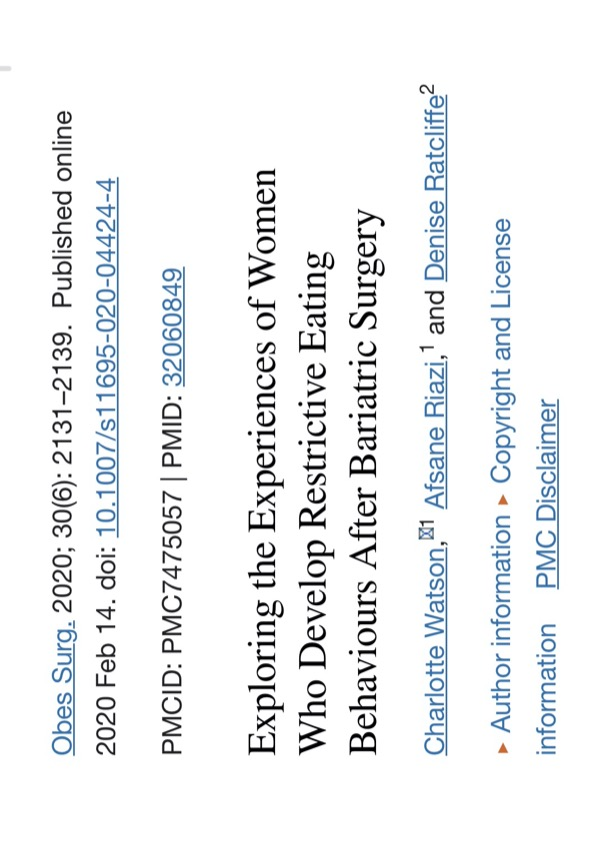 Obes Surg. 2020; 30(6): 2131–2139. Published online
2020 Feb 14. doi: 10.1007/s11695-020-04424-4
PMCID: PMC7475057 | PMID: 32060849
Exploring the Experiences of Women
Who Develop Restrictive Eating
Behaviours After Bariatric Surgery
Charlotte Watson,✉1 Afsane Riazi,1 and Denise Ratcliffe2
▸ Author information ▸ Copyright and License
information PMC Disclaimer